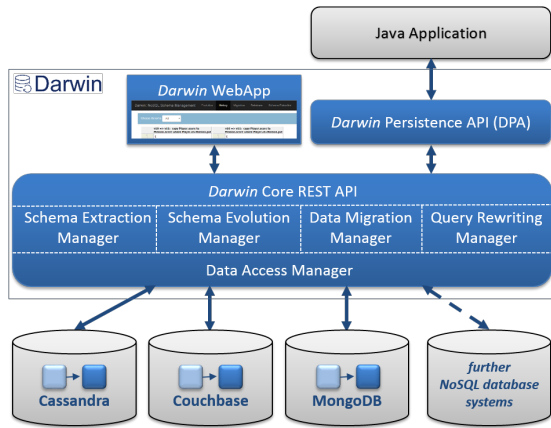 Java Application
Darwin
Darwin WebApp
Darwin Persistence API (DPA)
Darwin Core REST API
Schema Extraction Manager
Schema Evolution Manager
Data Migration Manager
Query Rewriting Manager
Data Access Manager
Cassandra
Couchbase
MongoDB
further
NoSQL database
systems